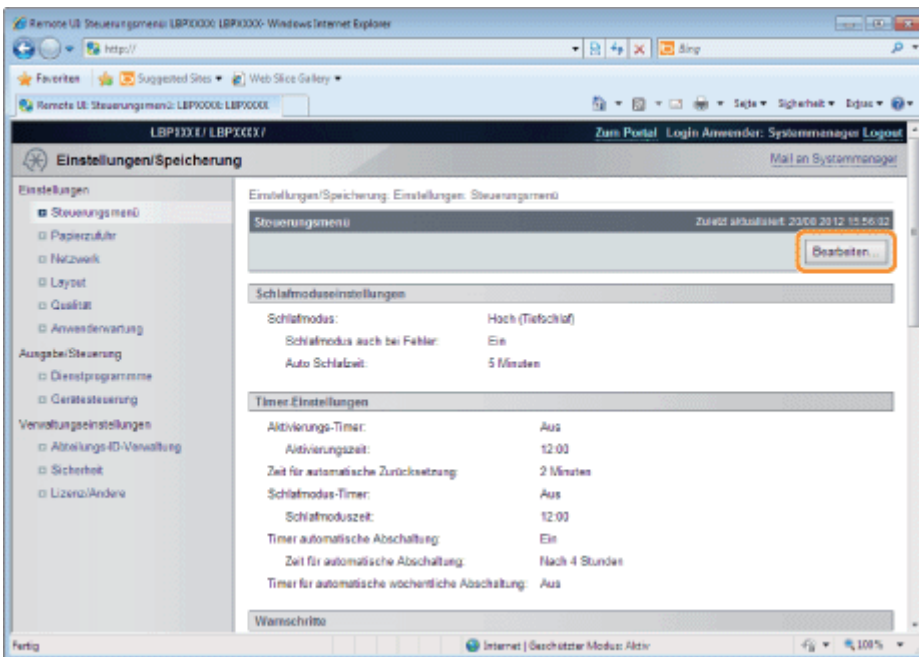 Remote UI: Steuerungsmenü: LBPXXXX: LBPXXXX - Windows Internet Explorer
http://
Bing
Favoriten Suggested Sites Web Slice Gallery
Remote UI: Steuerungsmenü: LBPXXXX: LBPXXXX
Seite Sicherheit Extras
LBPXXXX / LBPXXXX /
Zum Portal Login Anwender: Systemmanager Logout
Einstellungen/Speicherung
Mail an Systemmanager
Einstellungen
Steuerungsmenü
Papierzufuhr
Netzwerk
Layout
Qualität
Anwenderwartung
Ausgabe/Steuerung
Dienstprogramme
Gerätesteuerung
Verwaltungseinstellungen
Abteilungs-ID-Verwaltung
Sicherheit
Lizenz/Andere
Einstellungen/Speicherung: Einstellungen: Steuerungsmenü
Steuerungsmenü
Zuletzt aktualisiert: 20/08 2012 15:56:02
Bearbeiten...
Schlafmoduseinstellungen
Schlafmodus: Hoch (Tiefschlaf)
Schlafmodus auch bei Fehler: Ein
Auto Schlafzeit: 5 Minuten
Timer-Einstellungen
Aktivierungs-Timer: Aus
Aktivierungszeit: 12:00
Zeit für automatische Zurücksetzung: 2 Minuten
Schlafmodus-Timer: Aus
Schlafmoduszeit: 12:00
Timer automatische Abschaltung: Ein
Zeit für automatische Abschaltung: Nach 4 Stunden
Timer für automatische wöchentliche Abschaltung: Aus
Warnschritte
Fertig
Internet | Geschützter Modus: Aktiv
100%